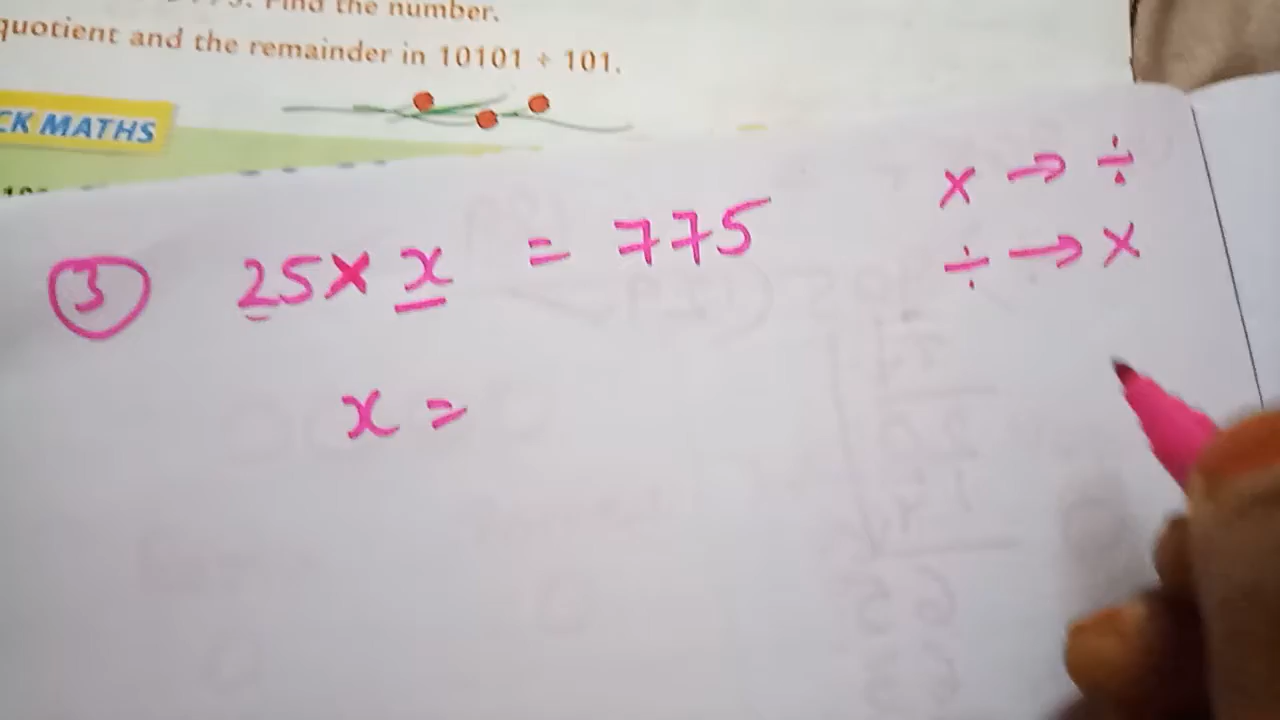 Find the number.
quotient and the remainder in 10101 ÷ 101.
CK MATHS
x → ÷
③ 25 × x = 775
÷ → x
x =